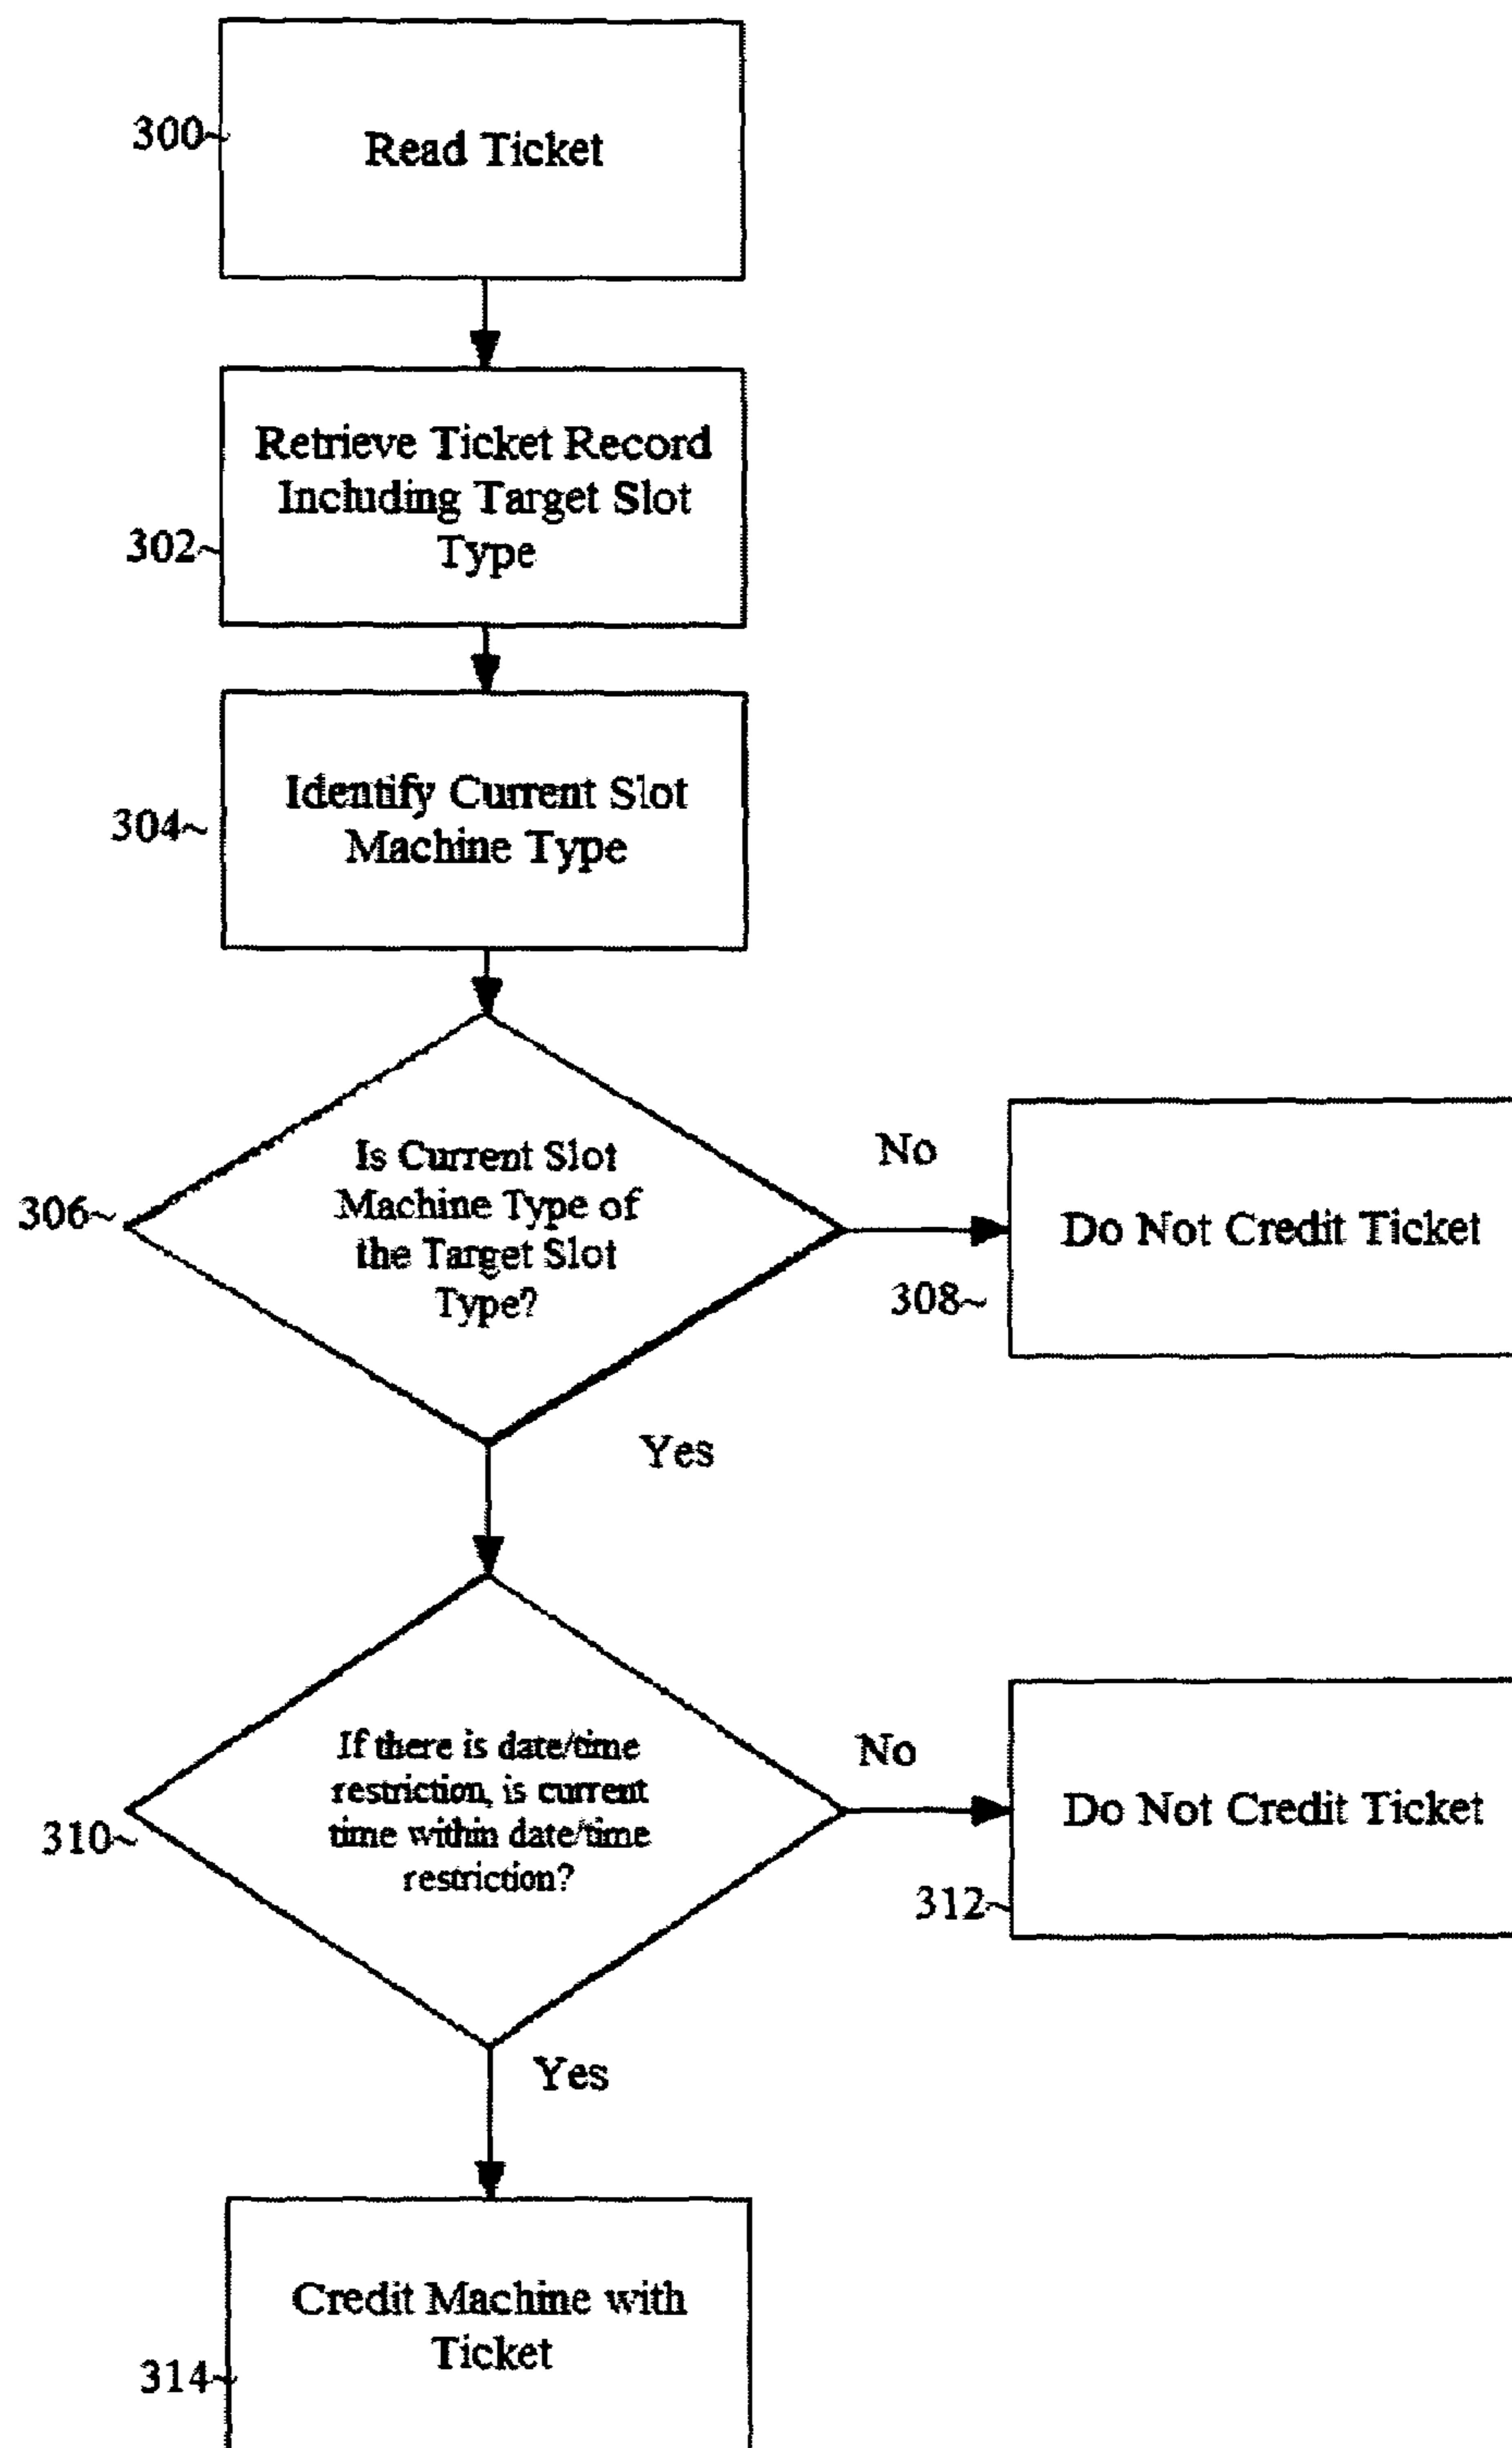 300~
Read Ticket
Retrieve Ticket Record
Including Target Slot
Type
302~
Identify Current Slot
Machine Type
304~
Is Current Slot
Machine Type of
the Target Slot
Type?
306~
No
Do Not Credit Ticket
308~
Yes
If there is date/time
restriction, is current
time within date/time
restriction?
310~
No
Do Not Credit Ticket
312~
Yes
Credit Machine with
Ticket
314~